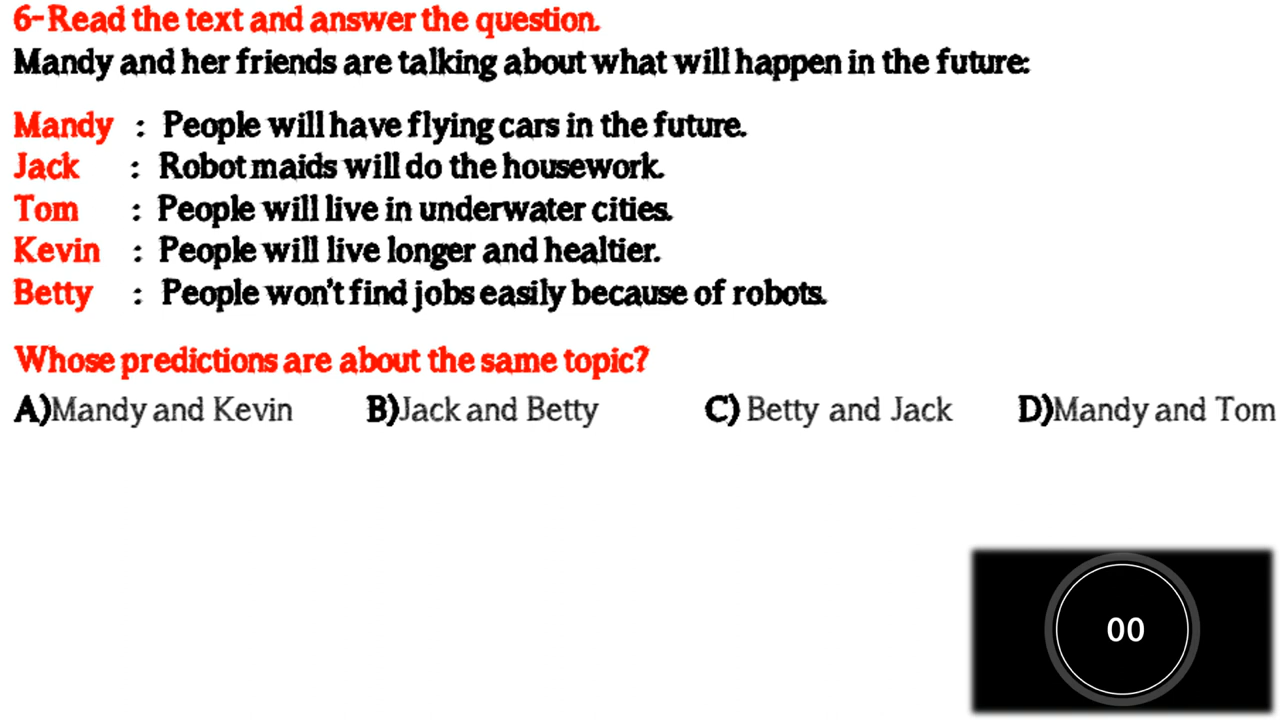 6-Read the text and answer the question.
Mandy and her friends are talking about what will happen in the future:
Mandy : People will have flying cars in the future.
Jack : Robot maids will do the housework.
Tom : People will live in underwater cities.
Kevin : People will live longer and healtier.
Betty : People won't find jobs easily because of robots.
Whose predictions are about the same topic?
A)Mandy and Kevin B)Jack and Betty C) Betty and Jack D)Mandy and Tom
00